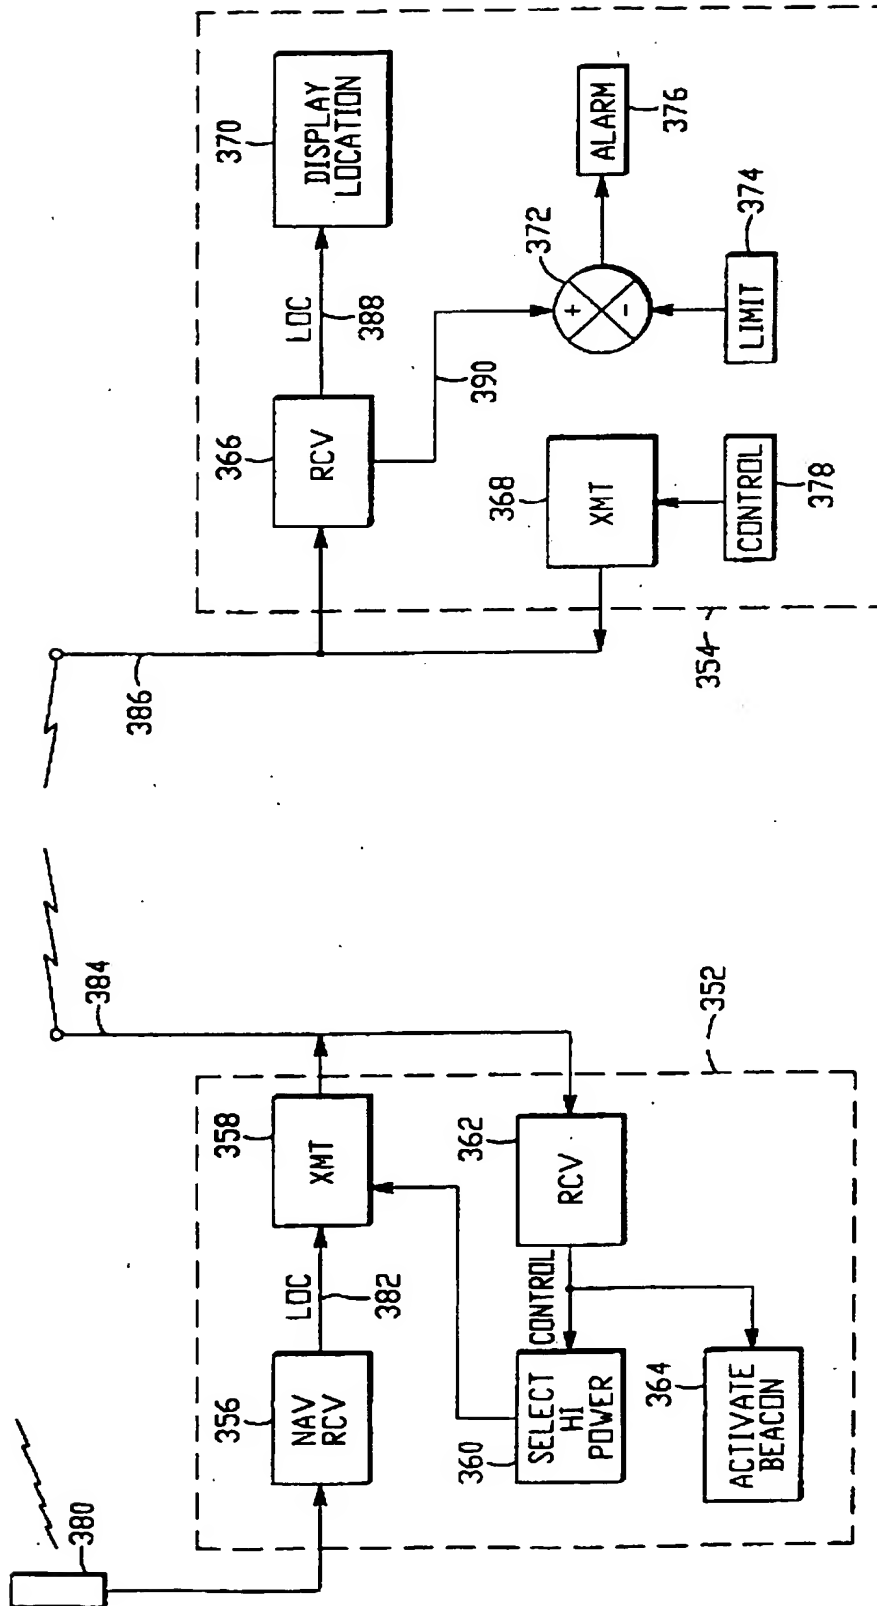 380
356
NAV
RCV
LOC
382
358
XMT
384
360
SELECT
HI
POWER
CONTROL
362
RCV
364
ACTIVATE
BEACON
352
386
366
RCV
LOC
388
370
DISPLAY
LOCATION
390
372
+
-
ALARM
376
368
XMT
LIMIT
374
CONTROL
378
354